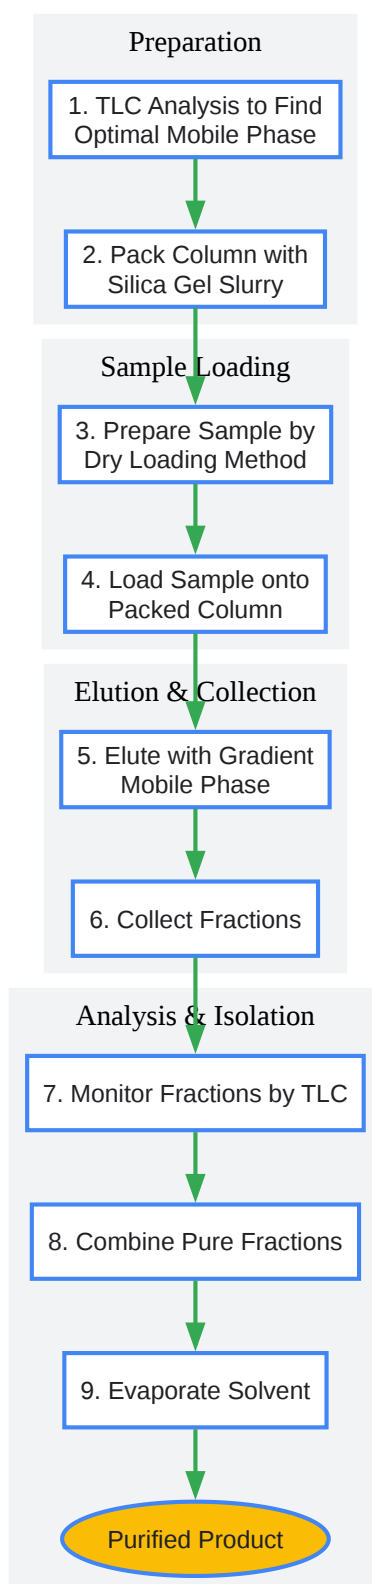 Preparation
1. TLC Analysis to Find
Optimal Mobile Phase
2. Pack Column with
Silica Gel Slurry
Sample Loading
3. Prepare Sample by
Dry Loading Method
4. Load Sample onto
Packed Column
Elution & Collection
5. Elute with Gradient
Mobile Phase
6. Collect Fractions
Analysis & Isolation
7. Monitor Fractions by TLC
8. Combine Pure Fractions
9. Evaporate Solvent
Purified Product